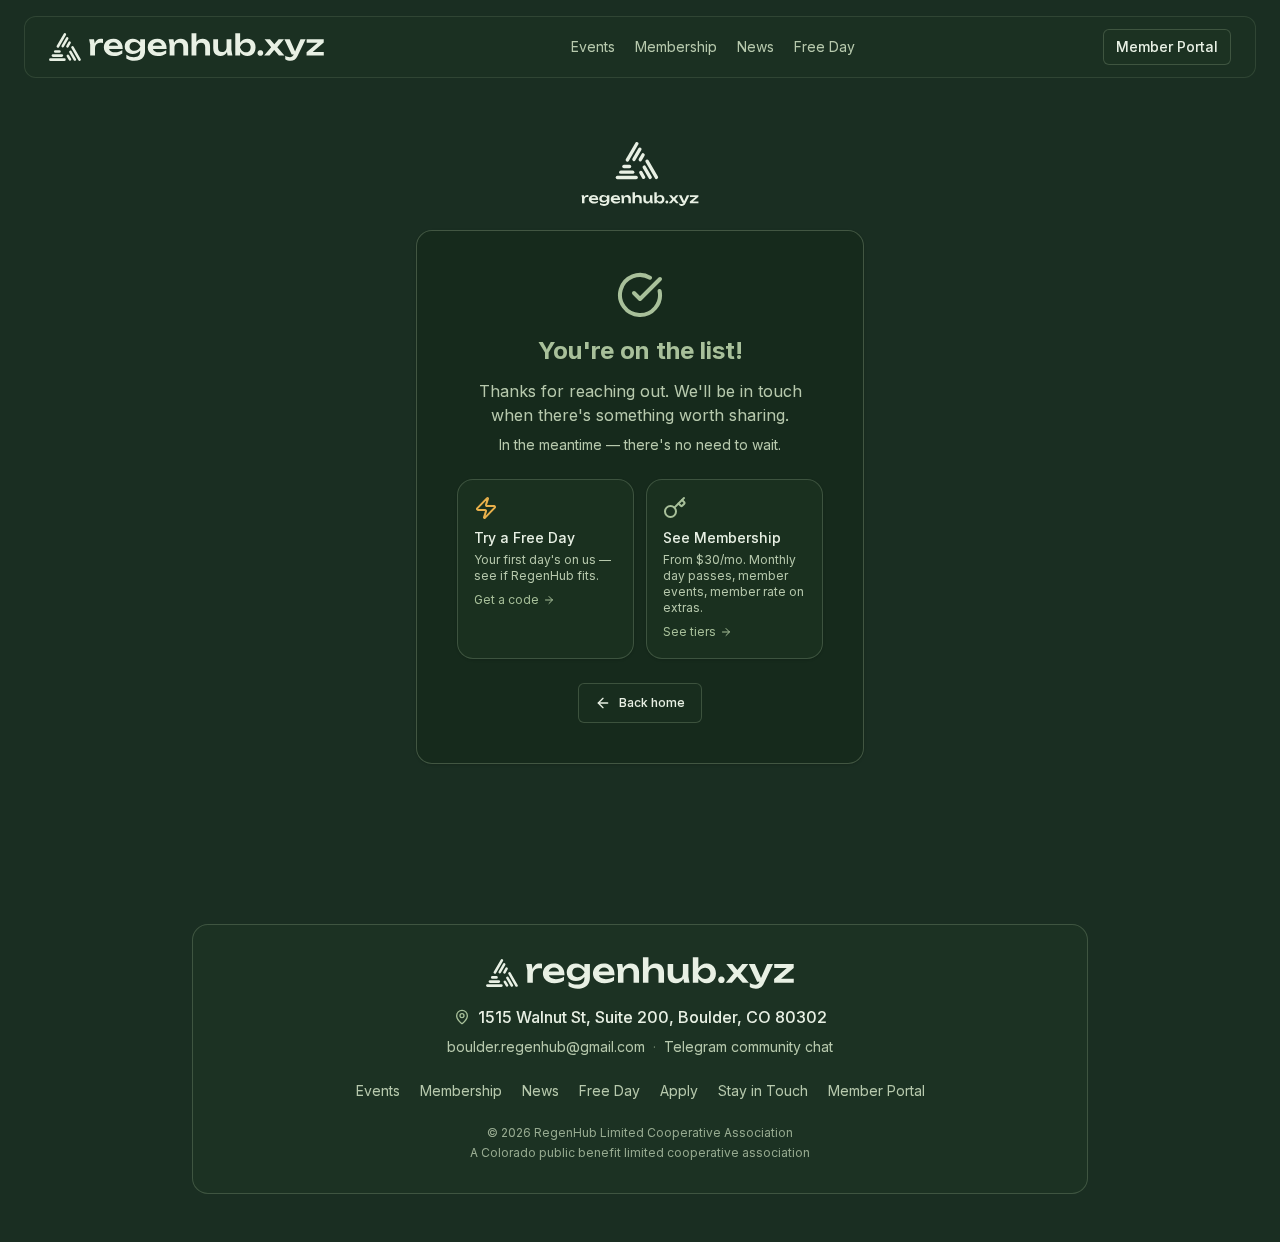 regenhub.xyz
Events Membership News Free Day
Member Portal
regenhub.xyz
You're on the list!
Thanks for reaching out. We'll be in touch
when there's something worth sharing.
In the meantime — there's no need to wait.
Try a Free Day
Your first day's on us —
see if RegenHub fits.
Get a code →
See Membership
From $30/mo. Monthly
day passes, member
events, member rate on
extras.
See tiers →
← Back home
regenhub.xyz
1515 Walnut St, Suite 200, Boulder, CO 80302
boulder.regenhub@gmail.com · Telegram community chat
Events Membership News Free Day Apply Stay in Touch Member Portal
© 2026 RegenHub Limited Cooperative Association
A Colorado public benefit limited cooperative association